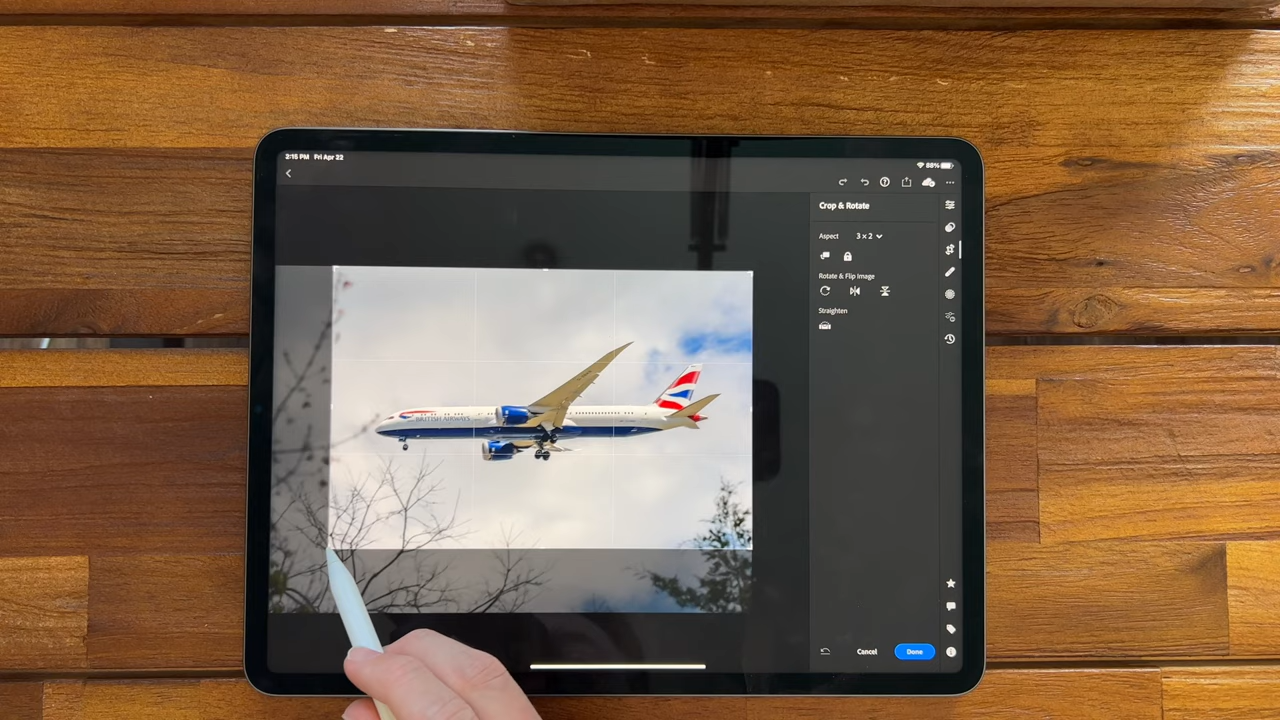 2:15 PM Fri Apr 22
88%
Crop & Rotate
Aspect 3 x 2
Rotate & Flip Image
Straighten
BRITISH AIRWAYS
Cancel
Done